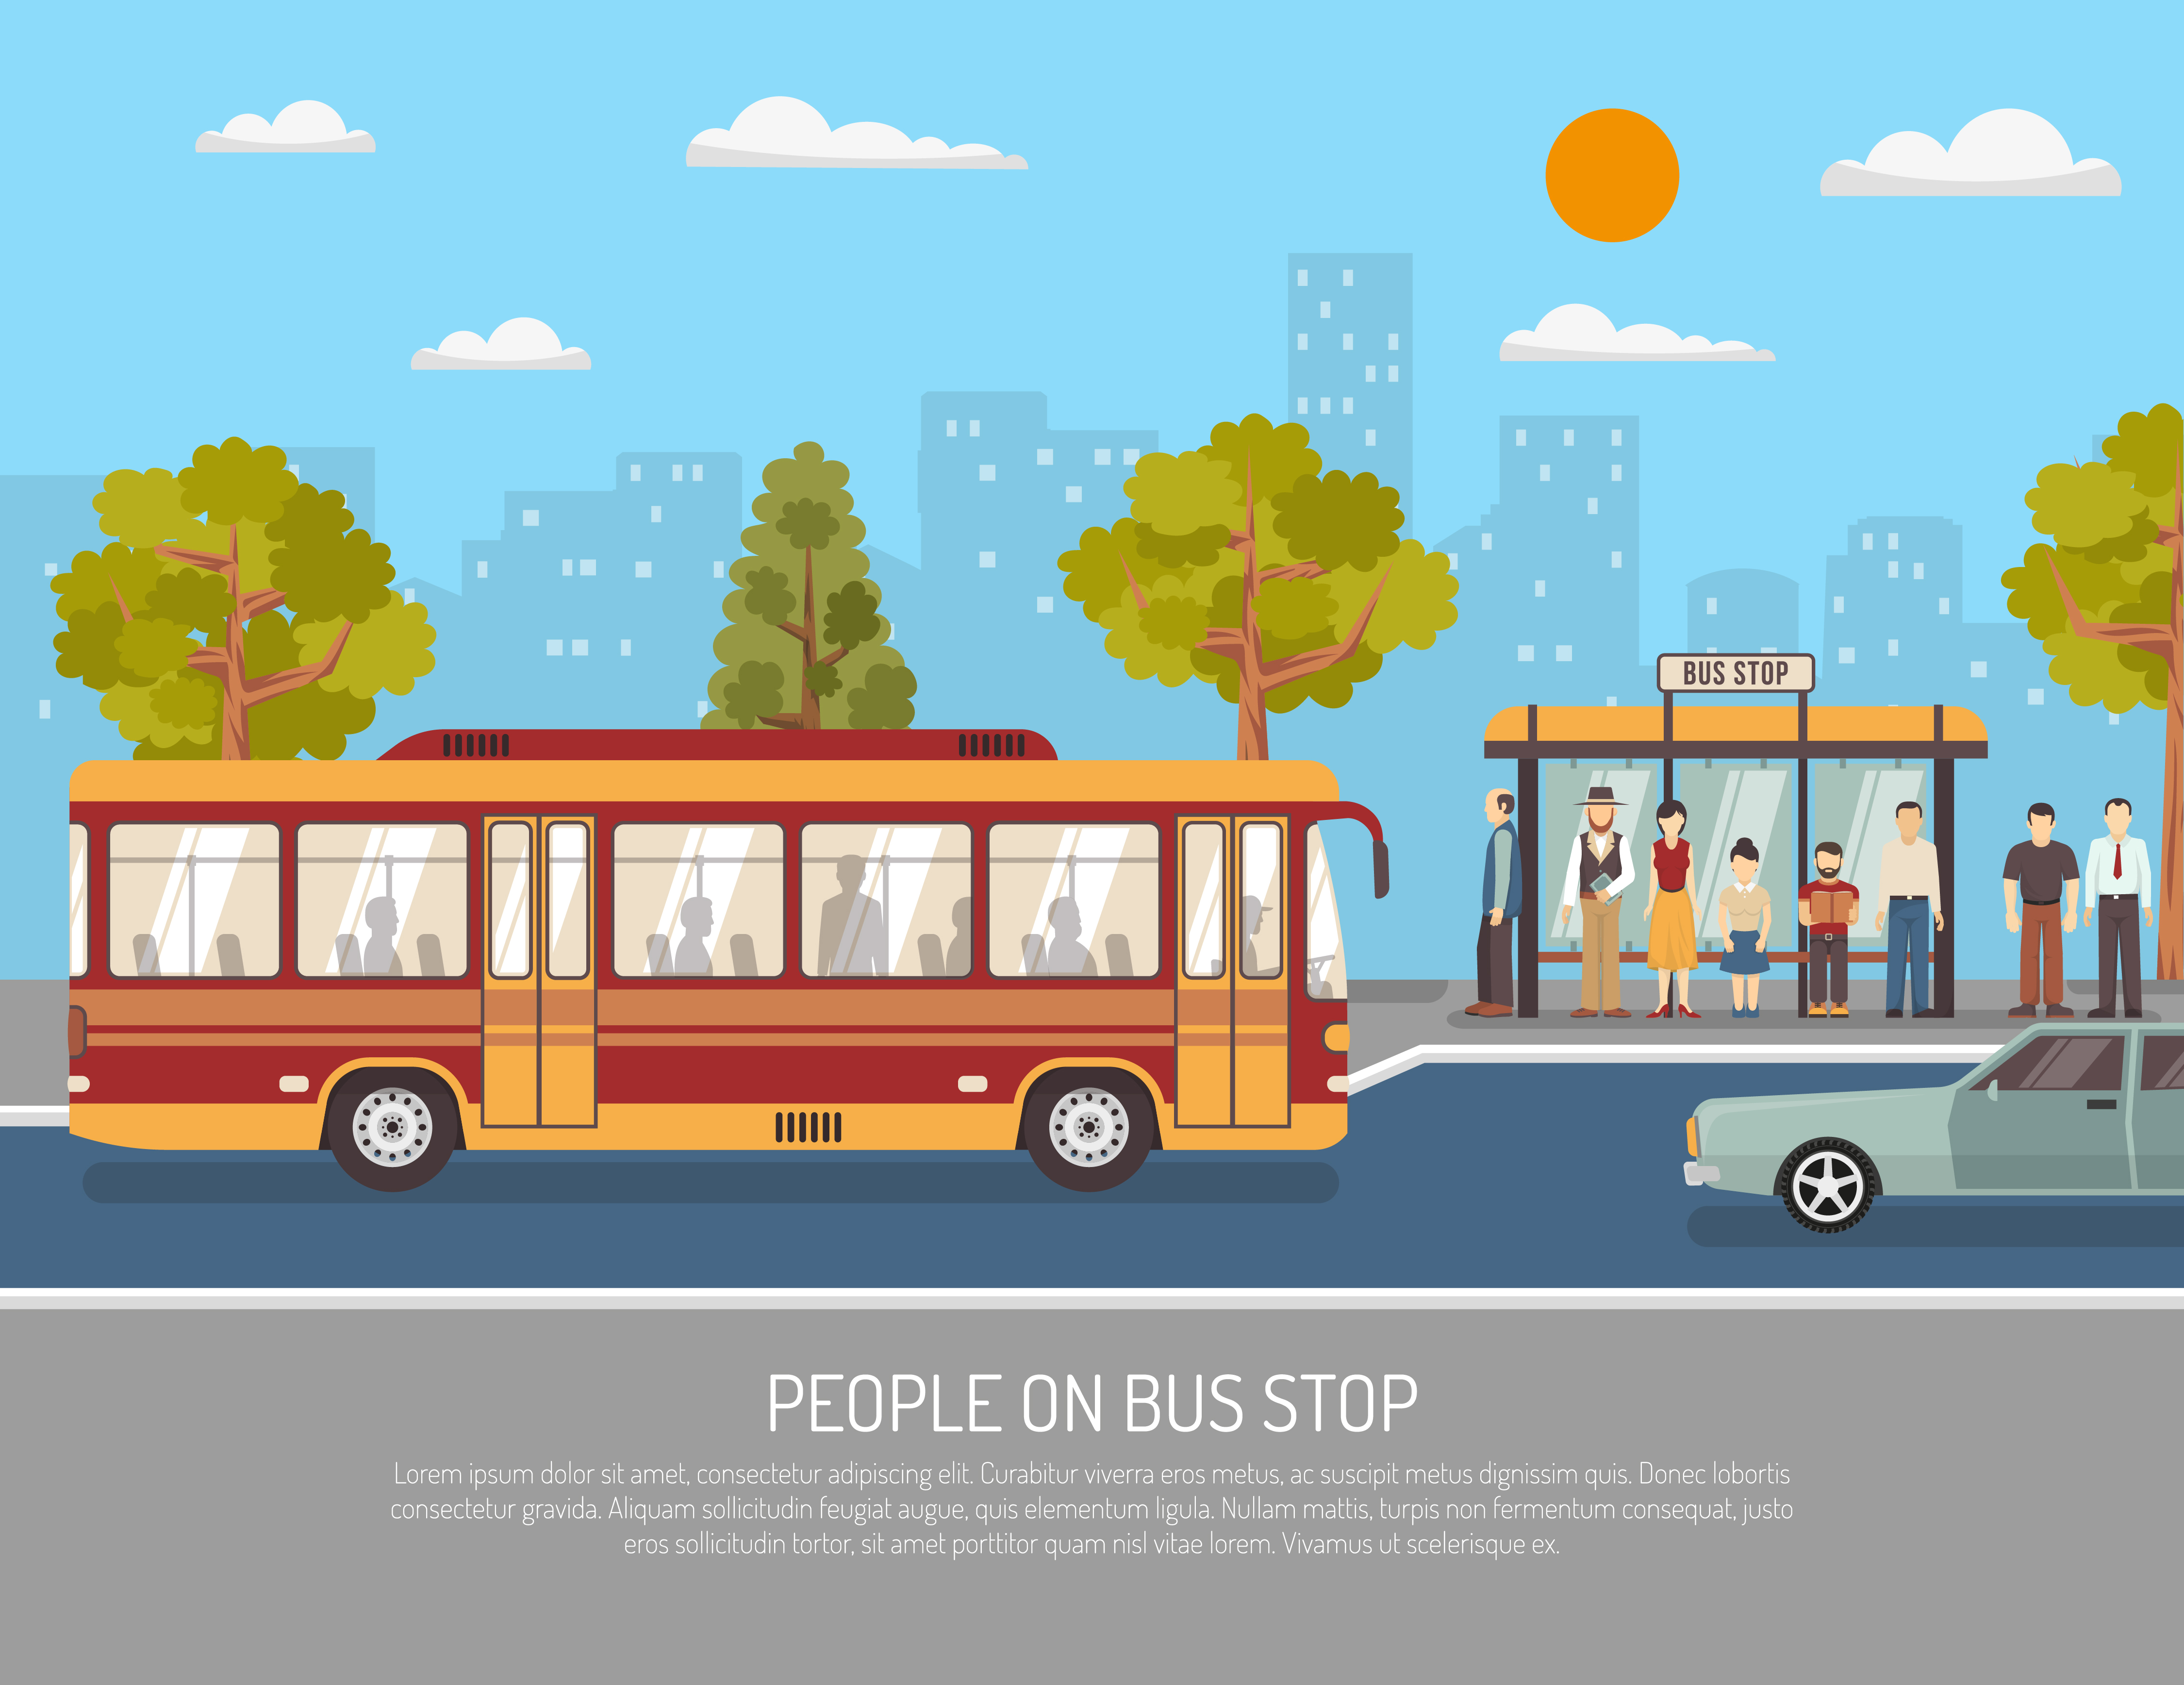 BUS STOP
PEOPLE ON BUS STOP
Lorem ipsum dolor sit amet, consectetur adipiscing elit. Curabitur viverra eros metus, ac suscipit metus dignissim quis. Donec lobortis
consectetur gravida. Aliquam sollicitudin feugiat augue, quis elementum ligula. Nullam mattis, turpis non fermentum consequat, justo
eros sollicitudin tortor, sit amet porttitor quam nisl vitae lorem. Vivamus ut scelerisque ex.